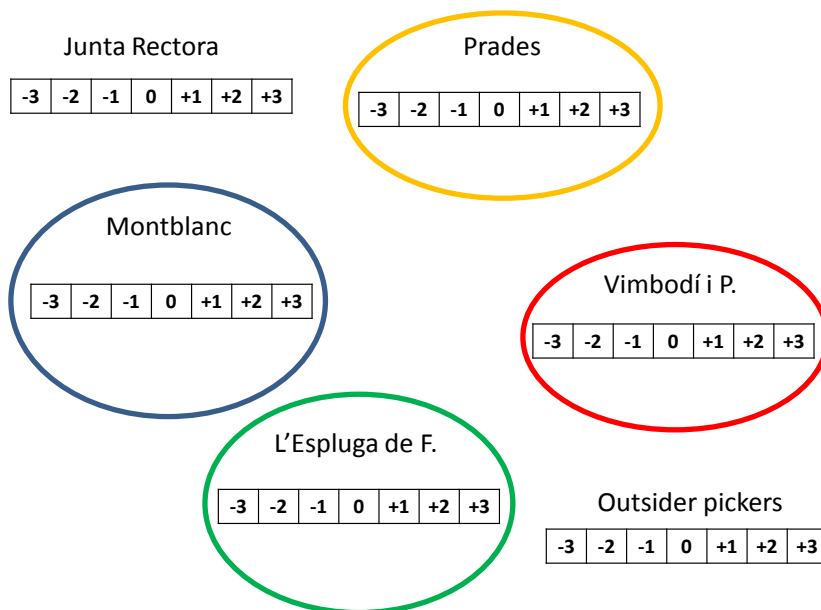 Junta Rectora
-3 -2 -1 0 +1 +2 +3
Prades
-3 -2 -1 0 +1 +2 +3
Montblanc
-3 -2 -1 0 +1 +2 +3
Vimbodí i P.
-3 -2 -1 0 +1 +2 +3
L'Espluga de F.
-3 -2 -1 0 +1 +2 +3
Outsider pickers
-3 -2 -1 0 +1 +2 +3